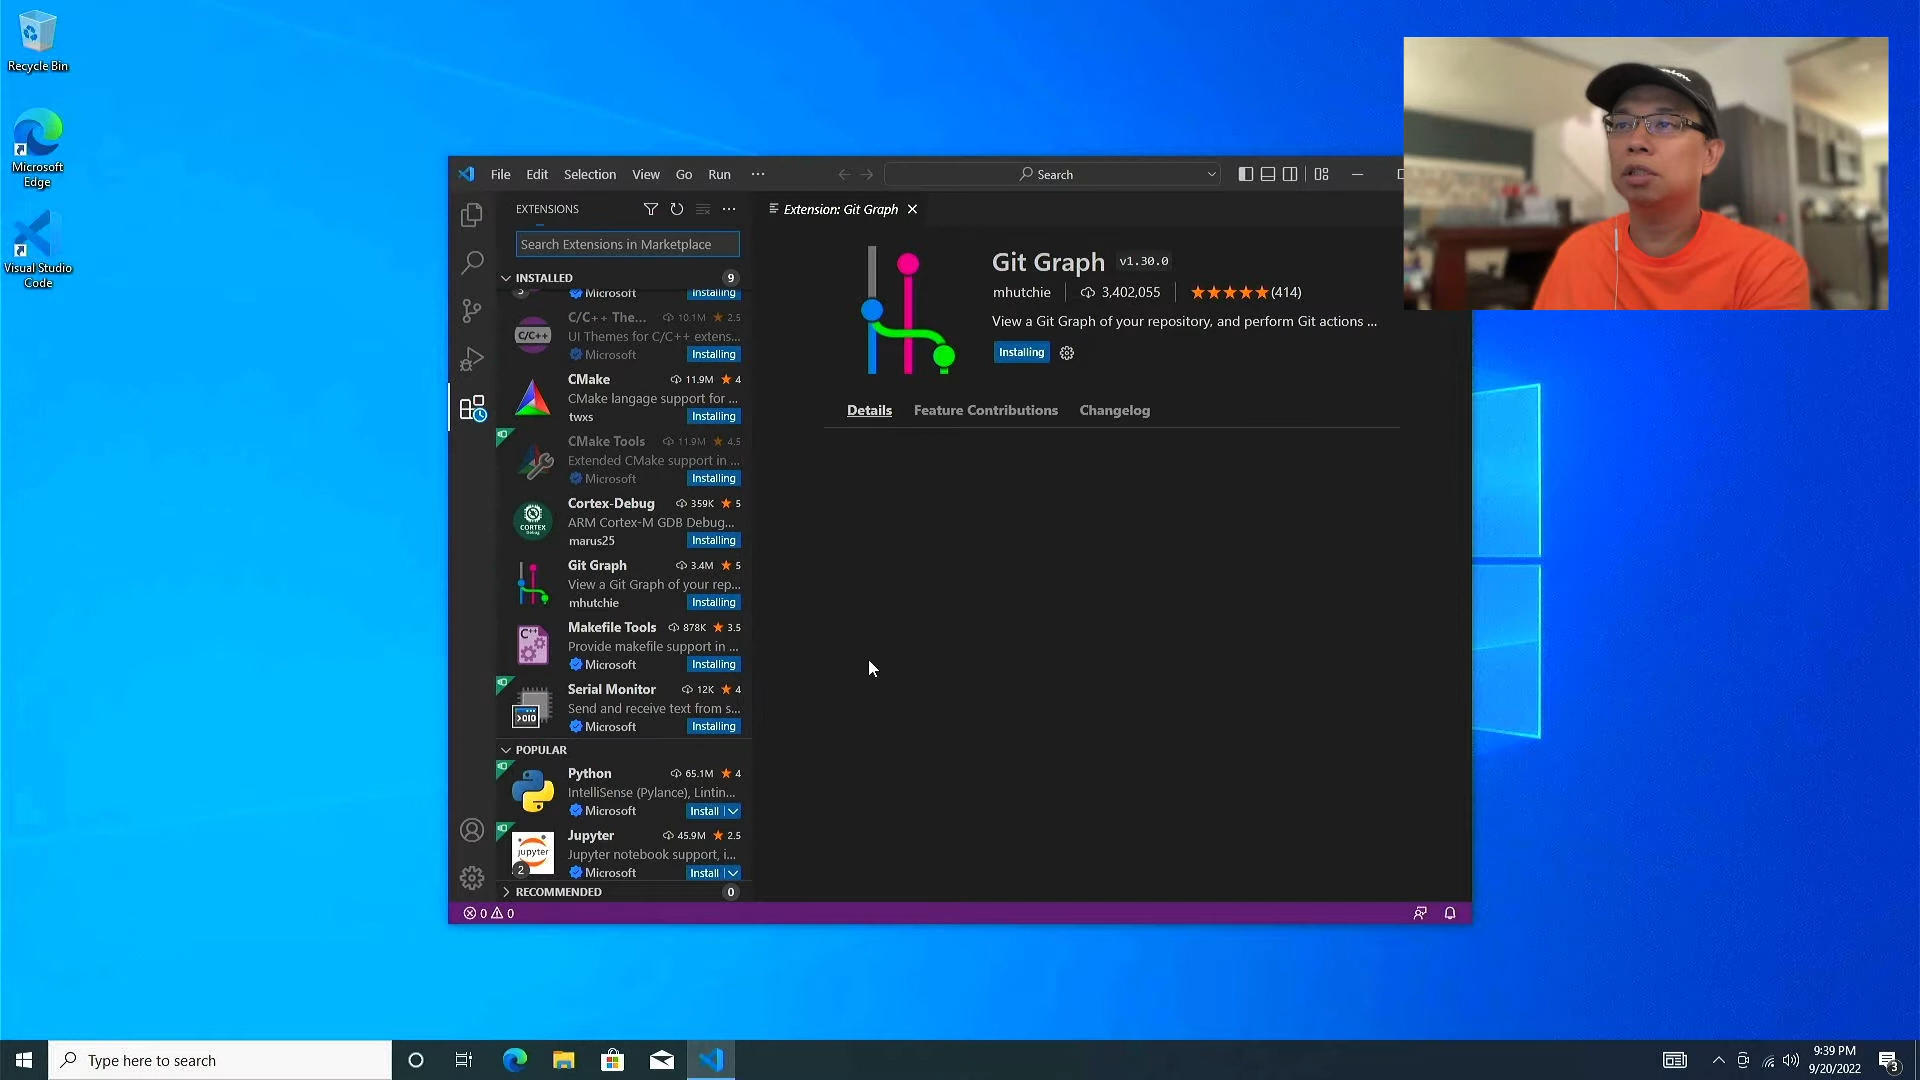 Recycle Bin
Microsoft
Edge
Visual Studio
Code
File Edit Selection View Go Run ···
Search
EXTENSIONS
Search Extensions in Marketplace
INSTALLED 9
Microsoft Installing
C/C++ The... 10.1M 2.5
C/C++
UI Themes for C/C++ extens...
Microsoft Installing
CMake 11.9M 4
CMake langage support for ...
twxs Installing
CMake Tools 11.9M 4.5
Extended CMake support in ...
Microsoft Installing
Cortex-Debug 359K 5
CORTEX
Debug
ARM Cortex-M GDB Debug...
marus25 Installing
Git Graph 3.4M 5
View a Git Graph of your rep...
mhutchie Installing
Makefile Tools 878K 3.5
C++
Provide makefile support in ...
Microsoft Installing
Serial Monitor 12K 4
Send and receive text from s...
Microsoft Installing
POPULAR
Python 65.1M 4
IntelliSense (Pylance), Lintin...
Microsoft Install
Jupyter 45.9M 2.5
jupyter
Jupyter notebook support, i...
2
Microsoft Install
RECOMMENDED 0
0 0
Extension: Git Graph
Git Graph v1.30.0
mhutchie 3,402,055 (414)
View a Git Graph of your repository, and perform Git actions ...
Installing
Details Feature Contributions Changelog
Type here to search
9:39 PM
9/20/2022
3